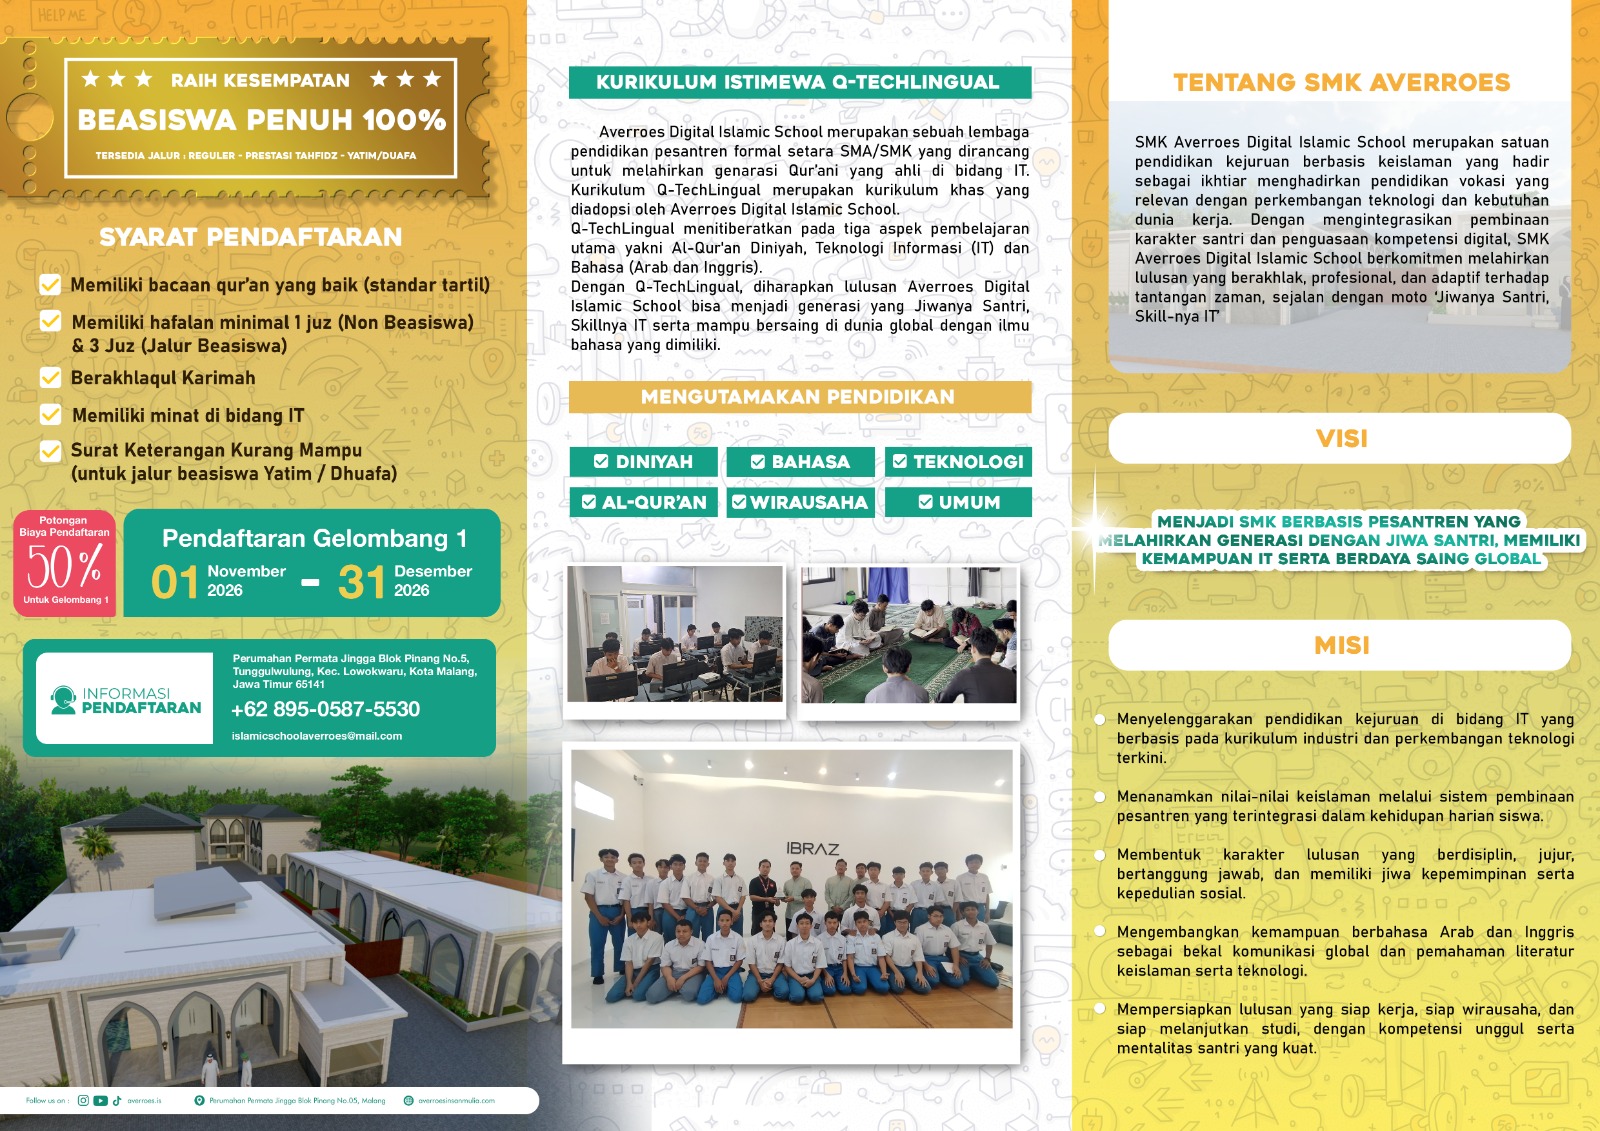 RAIH KESEMPATAN
BEASISWA PENUH 100%
TERSEDIA JALUR : REGULER - PRESTASI TAHFIDZ - YATIM/DUAFA
SYARAT PENDAFTARAN
Memiliki bacaan qur'an yang baik (standar tartil)
Memiliki hafalan minimal 1 juz (Non Beasiswa)
& 3 Juz (Jalur Beasiswa)
Berakhlaqul Karimah
Memiliki minat di bidang IT
Surat Keterangan Kurang Mampu
(untuk jalur beasiswa Yatim / Dhuafa)
Potongan
Biaya Pendaftaran
50%
Untuk Gelombang 1
Pendaftaran Gelombang 1
01 November 2026 - 31 Desember 2026
INFORMASI
PENDAFTARAN
Perumahan Permata Jingga Blok Pinang No.5,
Tunggulwulung, Kec. Lowokwaru, Kota Malang,
Jawa Timur 65141
+62 895-0587-5530
islamicschoolaverroes@mail.com
Follow us on : averroes.is Perumahan Permata Jingga Blok Pinang No.05, Malang averroesinsanmulia.com
KURIKULUM ISTIMEWA Q-TECHLINGUAL
Averroes Digital Islamic School merupakan sebuah lembaga
pendidikan pesantren formal setara SMA/SMK yang dirancang
untuk melahirkan genarasi Qur'ani yang ahli di bidang IT.
Kurikulum Q-TechLingual merupakan kurikulum khas yang
diadopsi oleh Averroes Digital Islamic School.
Q-TechLingual menitiberatkan pada tiga aspek pembelajaran
utama yakni Al-Qur'an Diniyah, Teknologi Informasi (IT) dan
Bahasa (Arab dan Inggris).
Dengan Q-TechLingual, diharapkan lulusan Averroes Digital
Islamic School bisa menjadi generasi yang Jiwanya Santri,
Skillnya IT serta mampu bersaing di dunia global dengan ilmu
bahasa yang dimiliki.
MENGUTAMAKAN PENDIDIKAN
DINIYAH BAHASA TEKNOLOGI
AL-QUR'AN WIRAUSAHA UMUM
IBRAZ
TENTANG SMK AVERROES
SMK Averroes Digital Islamic School merupakan satuan
pendidikan kejuruan berbasis keislaman yang hadir
sebagai ikhtiar menghadirkan pendidikan vokasi yang
relevan dengan perkembangan teknologi dan kebutuhan
dunia kerja. Dengan mengintegrasikan pembinaan
karakter santri dan penguasaan kompetensi digital, SMK
Averroes Digital Islamic School berkomitmen melahirkan
lulusan yang berakhlak, profesional, dan adaptif terhadap
tantangan zaman, sejalan dengan moto 'Jiwanya Santri,
Skill-nya IT'
VISI
MENJADI SMK BERBASIS PESANTREN YANG
MELAHIRKAN GENERASI DENGAN JIWA SANTRI, MEMILIKI
KEMAMPUAN IT SERTA BERDAYA SAING GLOBAL
MISI
Menyelenggarakan pendidikan kejuruan di bidang IT yang
berbasis pada kurikulum industri dan perkembangan teknologi
terkini.
Menanamkan nilai-nilai keislaman melalui sistem pembinaan
pesantren yang terintegrasi dalam kehidupan harian siswa.
Membentuk karakter lulusan yang berdisiplin, jujur,
bertanggung jawab, dan memiliki jiwa kepemimpinan serta
kepedulian sosial.
Mengembangkan kemampuan berbahasa Arab dan Inggris
sebagai bekal komunikasi global dan pemahaman literatur
keislaman serta teknologi.
Mempersiapkan lulusan yang siap kerja, siap wirausaha, dan
siap melanjutkan studi, dengan kompetensi unggul serta
mentalitas santri yang kuat.